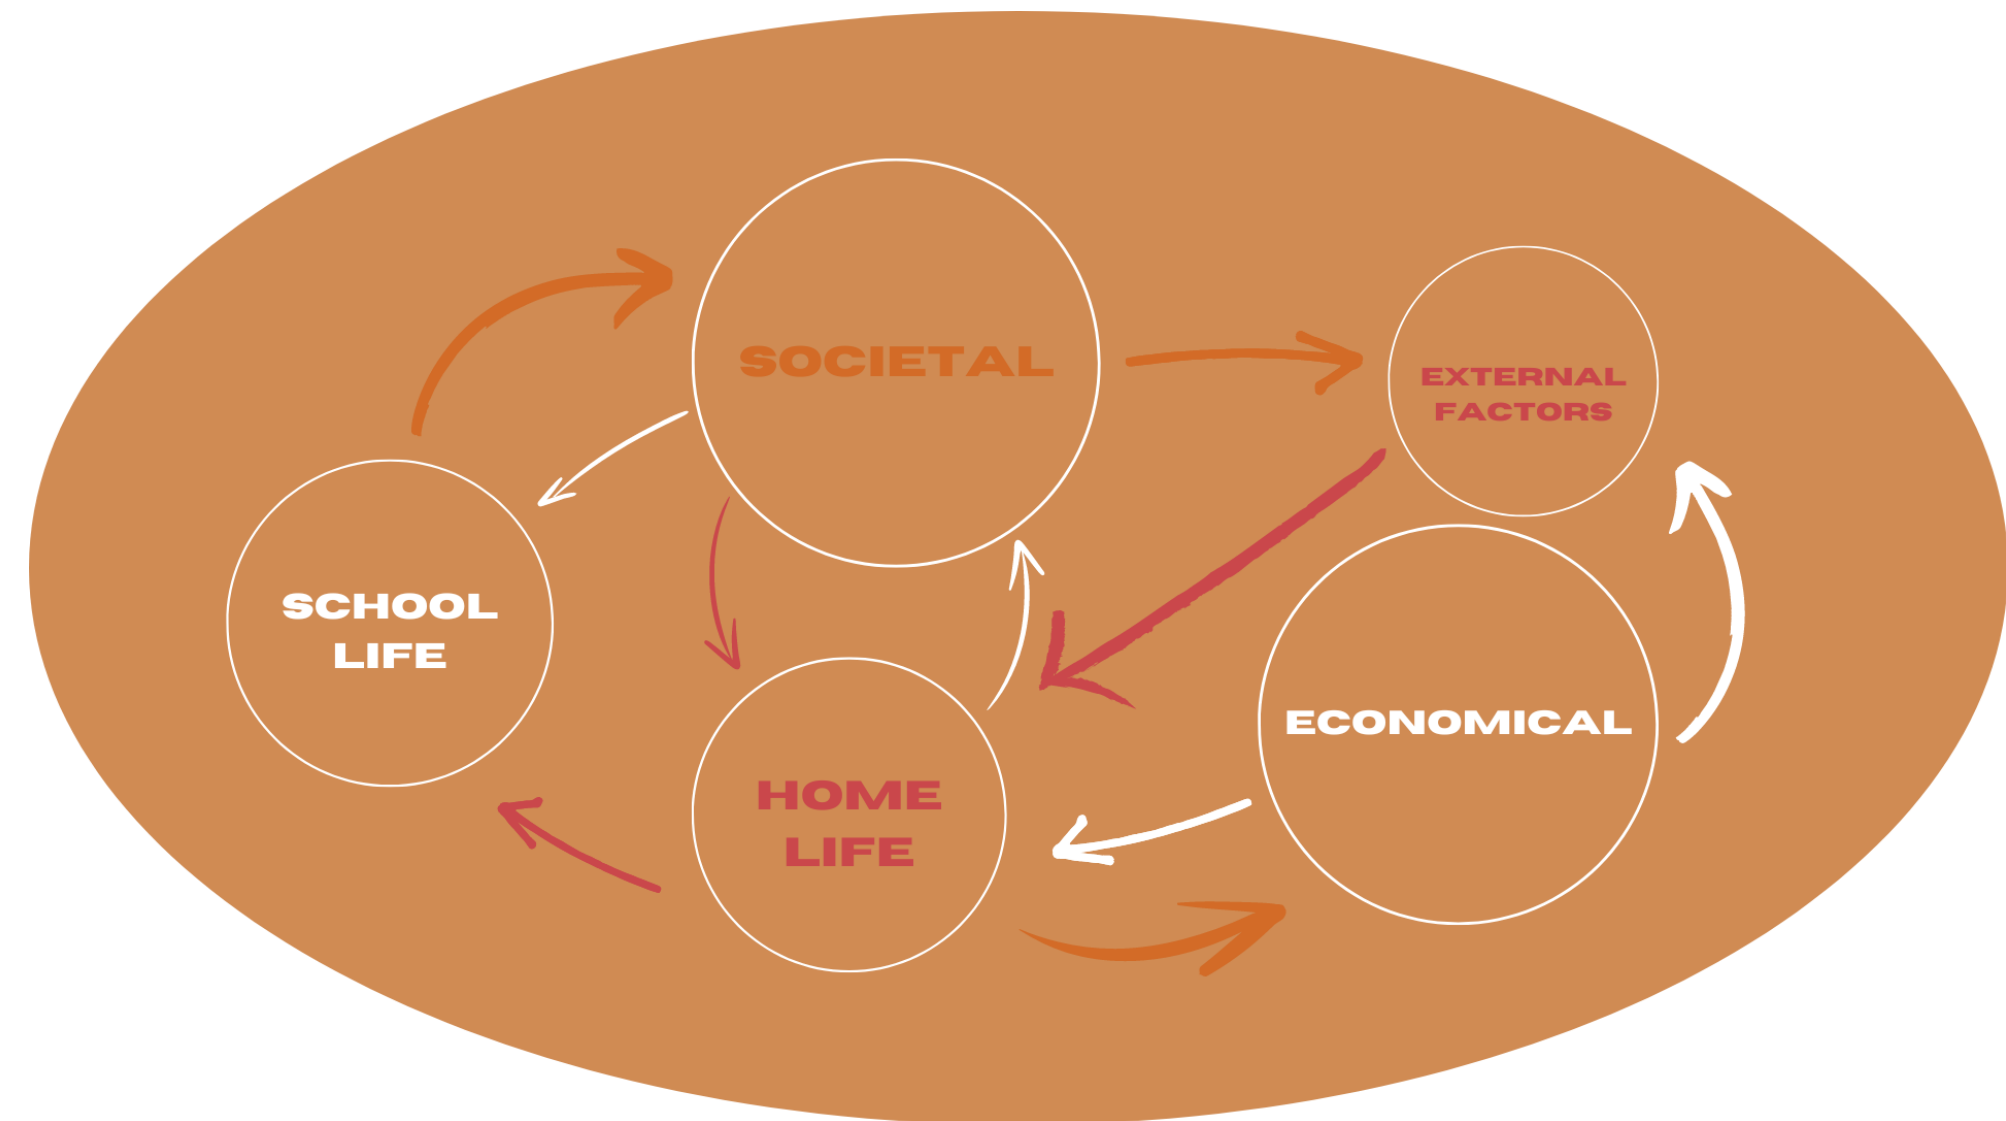 SOCIETAL
EXTERNAL
FACTORS
SCHOOL
LIFE
ECONOMICAL
HOME
LIFE